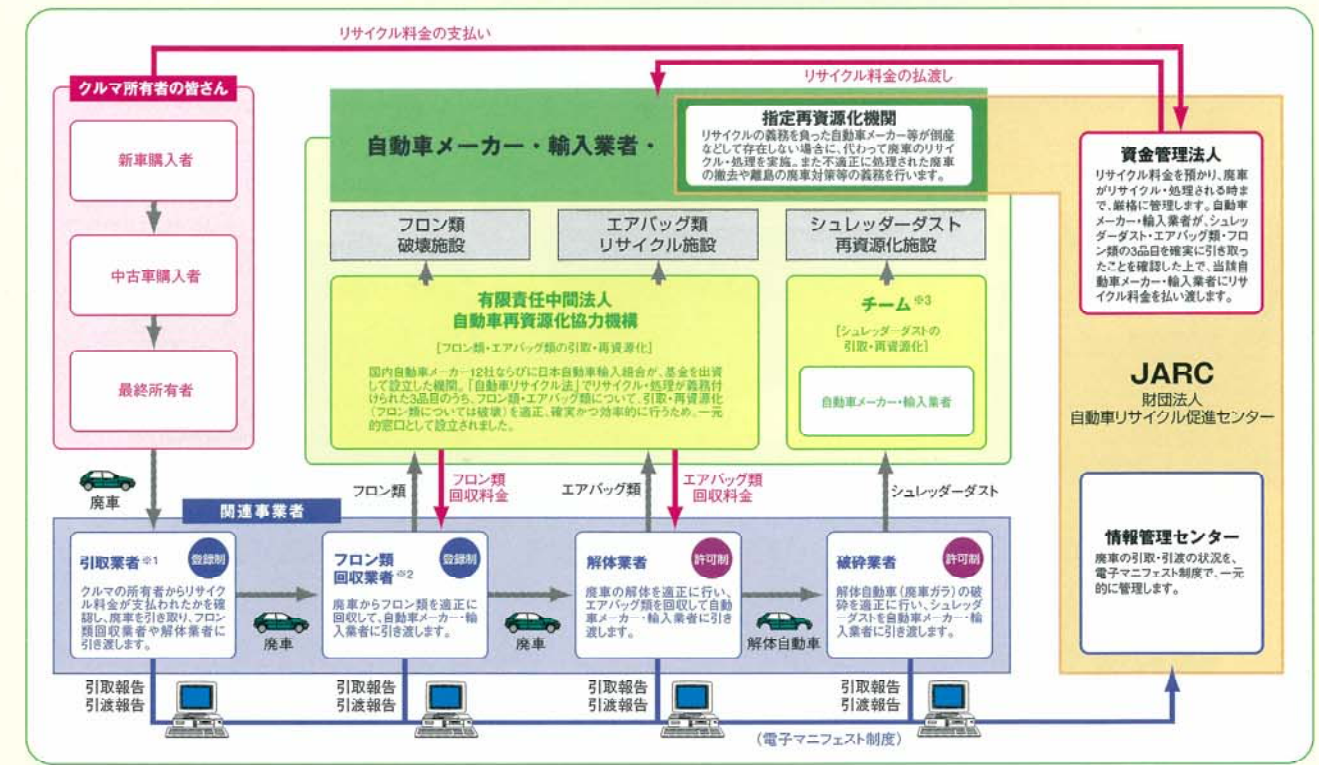 リサイクル料金の支払い
クルマ所有者の皆さん
新車購入者
中古車購入者
最終所有者
廃車
リサイクル料金の払渡し
自動車メーカー・輸入業者・
指定再資源化機関
リサイクルの義務を負った自動車メーカー等が倒産
などして存在しない場合に、代わって廃車のリサイ
クル・処理を実施。また不適正に処理された廃車
の撤去や離島の廃車対策等の義務を行います。
フロン類
破壊施設
エアバッグ類
リサイクル施設
シュレッダーダスト
再資源化施設
有限責任中間法人
自動車再資源化協力機構
[フロン類・エアバッグ類の引取・再資源化]
国内自動車メーカー12社ならびに日本自動車輸入組合が、基金を出資
して設立した機関。「自動車リサイクル法」でリサイクル・処理が義務付
けられた3品目のうち、フロン類・エアバッグ類について、引取・再資源化
(フロン類については破壊)を適正、確実かつ効率的に行うため、一元
的窓口として設立されました。
チーム※3
[シュレッダーダストの
引取・再資源化]
自動車メーカー・輸入業者
資金管理法人
リサイクル料金を預かり、廃車
がリサイクル・処理される時ま
で、厳格に管理します。自動車
メーカー・輸入業者が、シュレッ
ダーダスト・エアバッグ類・フロ
ン類の3品目を確実に引き取っ
たことを確認した上で、当該自
動車メーカー・輸入業者にリサ
イクル料金を払い渡します。
JARC
財団法人
自動車リサイクル促進センター
情報管理センター
廃車の引取・引渡の状況を、
電子マニフェスト制度で、一元
的に管理します。
フロン類
フロン類
回収料金
エアバッグ類
エアバッグ類
回収料金
シュレッダーダスト
関連事業者
引取業者※1
登録制
クルマの所有者からリサイクル
料金が支払われたかを確
認し、廃車を引き取り、フロン
類回収業者や解体業者に
引き渡します。
廃車
フロン類
回収業者※2
登録制
廃車からフロン類を適正に
回収して、自動車メーカー・輸
入業者に引き渡します。
廃車
解体業者
許可制
廃車の解体を適正に行い、
エアバッグ類を回収して自動
車メーカー・輸入業者に引き
渡します。
解体自動車
破砕業者
許可制
解体自動車(廃車ガラ)の破
砕を適正に行い、シュレッダ
ーダストを自動車メーカー・輸
入業者に引き渡します。
引取報告
引渡報告
引取報告
引渡報告
引取報告
引渡報告
引取報告
引渡報告
(電子マニフェスト制度)